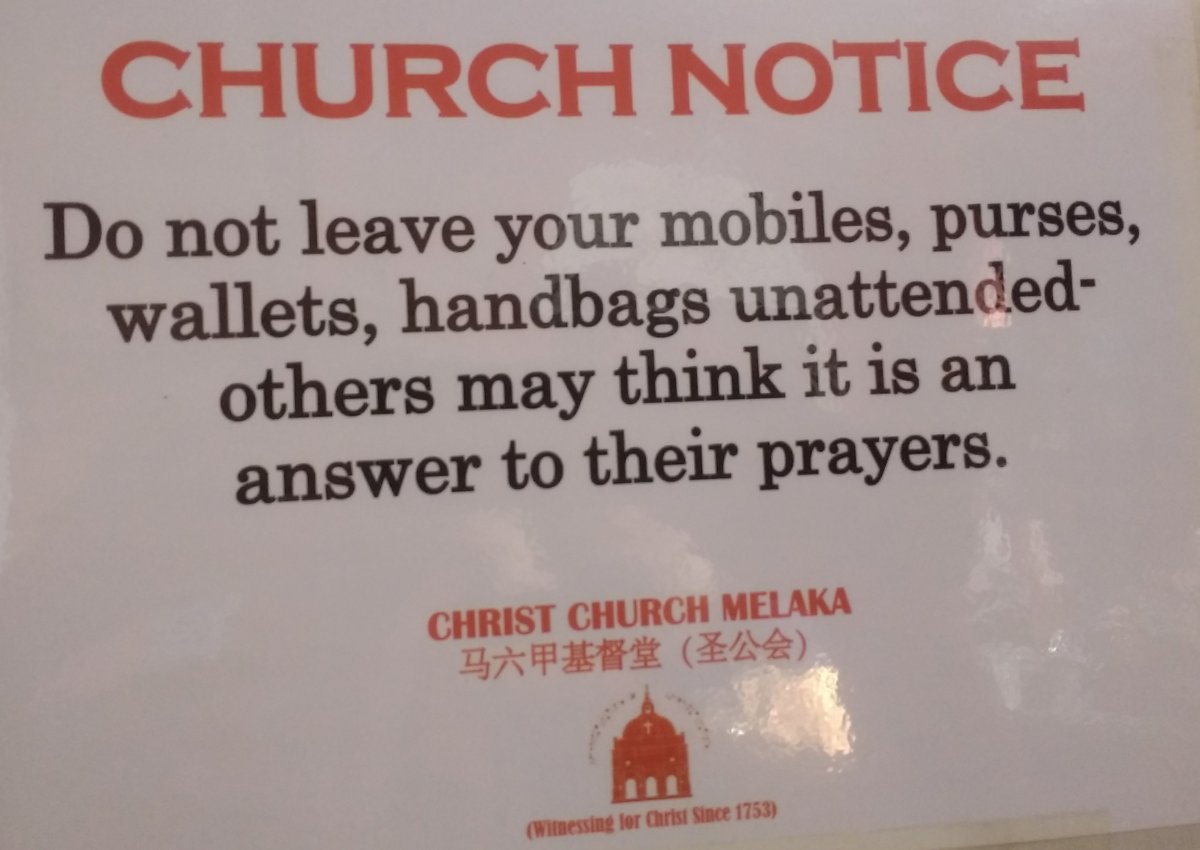 CHURCH NOTICE
Do not leave your mobiles, purses,
wallets, handbags unattended-
others may think it is an
answer to their prayers.
CHRIST CHURCH MELAKA
马六甲基督堂（圣公会）
(Witnessing for Christ Since 1753)